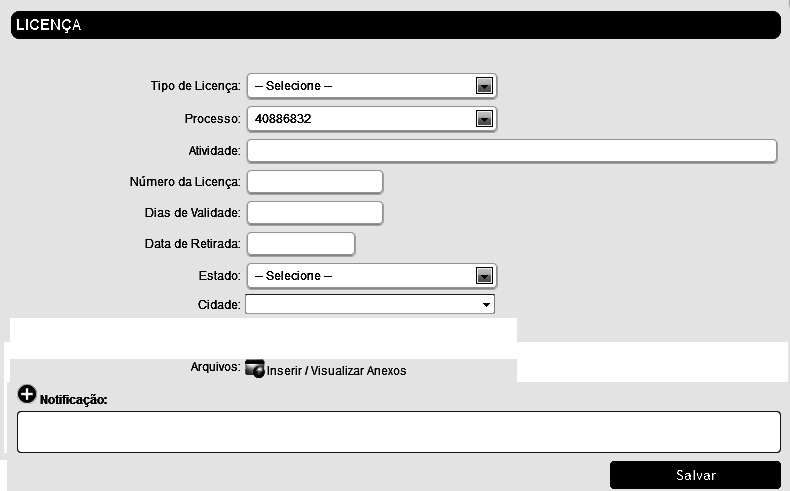 LICENÇA
Tipo de Licença: -- Selecione --
Processo: 40886832
Atividade:
Número da Licença:
Dias de Validade:
Data de Retirada:
Estado: -- Selecione --
Cidade:
Arquivos: Inserir / Visualizar Anexos
Notificação:
Salvar